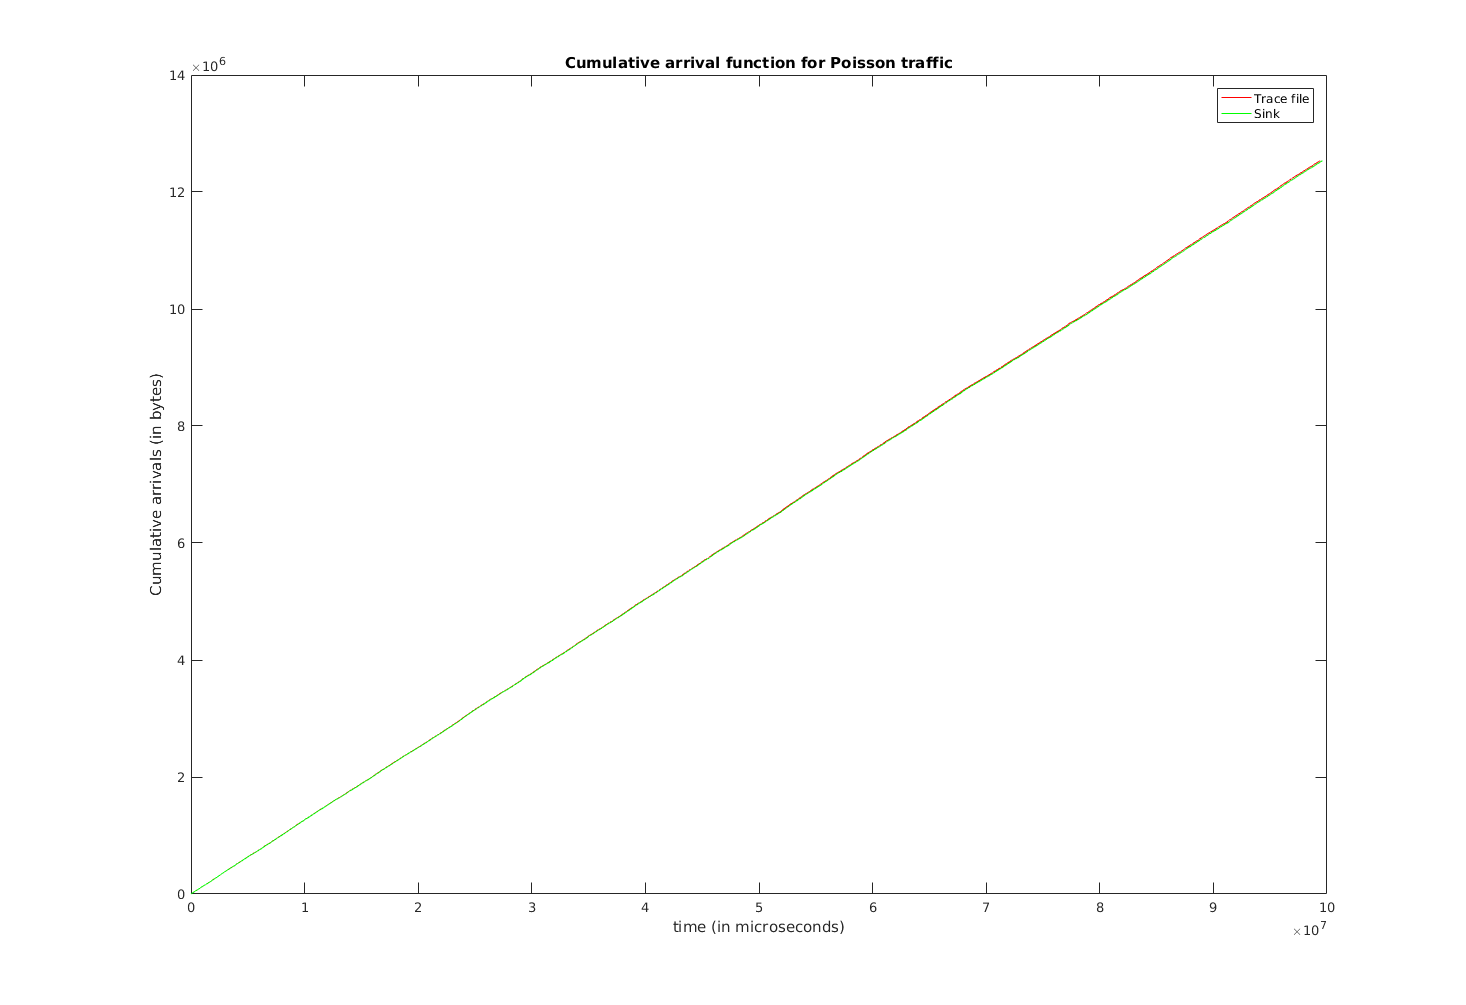 Cumulative arrival function for Poisson traffic
×10^6
14
12
10
8
6
4
2
0
Cumulative arrivals (in bytes)
Trace file
Sink
0 1 2 3 4 5 6 7 8 9 10
time (in microseconds)
×10^7